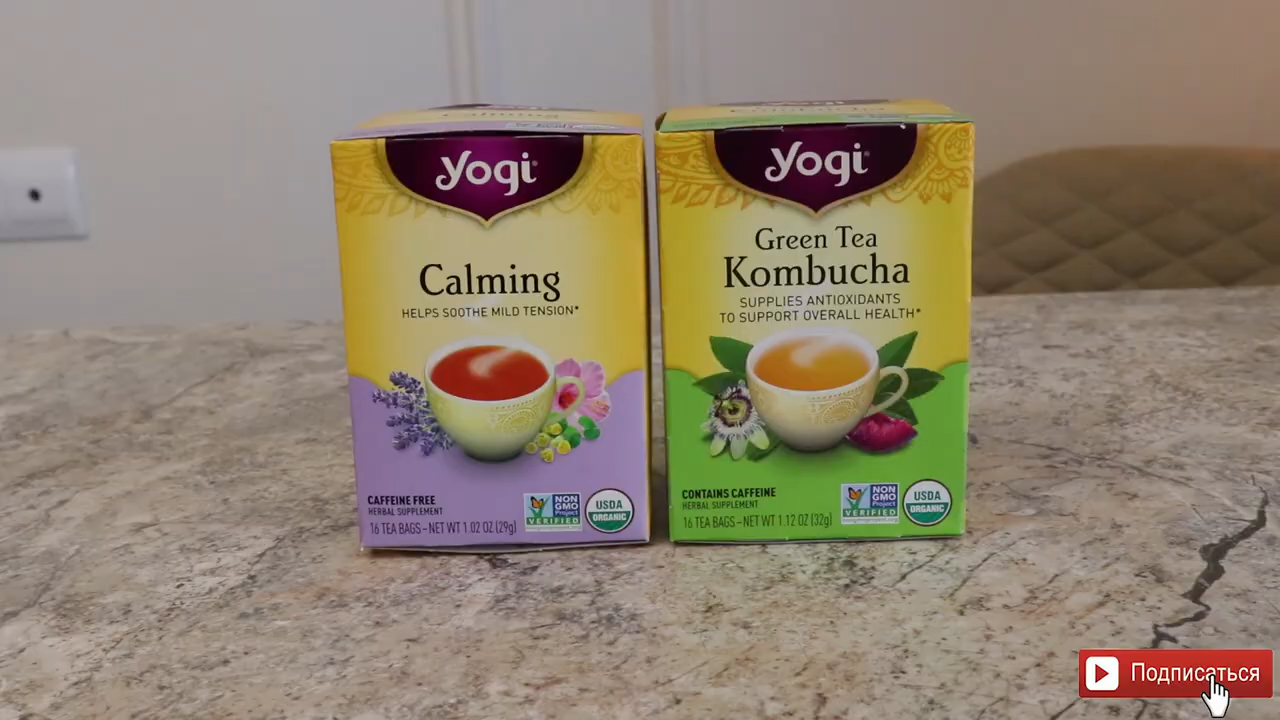 Calming
yogi®
Calming
HELPS SOOTHE MILD TENSION*
CAFFEINE FREE
HERBAL SUPPLEMENT
16 TEA BAGS – NET WT 1.02 OZ (29g)
NON
GMO
Project
VERIFIED
USDA
ORGANIC
yogi®
Green Tea
Kombucha
SUPPLIES ANTIOXIDANTS
TO SUPPORT OVERALL HEALTH*
CONTAINS CAFFEINE
HERBAL SUPPLEMENT
16 TEA BAGS – NET WT 1.12 OZ (32g)
NON
GMO
Project
VERIFIED
USDA
ORGANIC
Подписаться